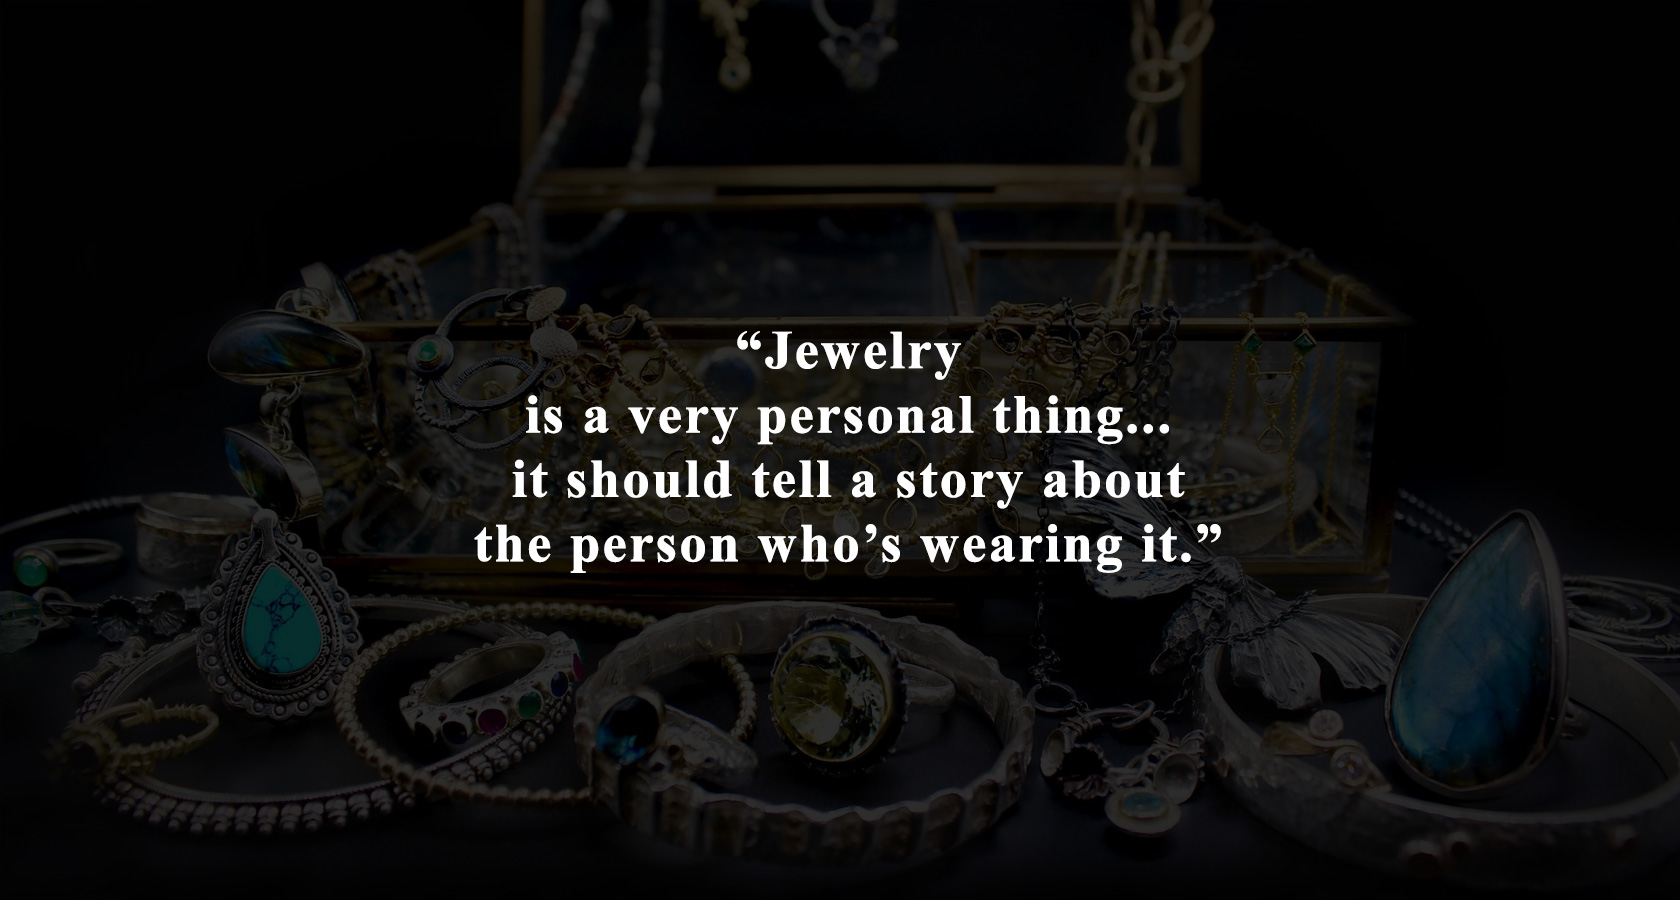 “Jewelry
is a very personal thing...
it should tell a story about
the person who’s wearing it.”